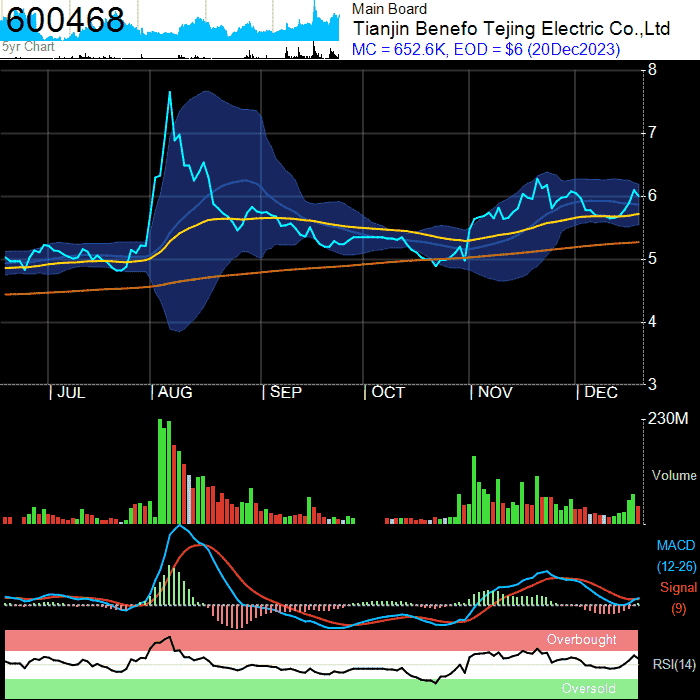 600468
5yr Chart
Main Board
Tianjin Benefo Tejing Electric Co.,Ltd
MC = 652.6K, EOD = $6 (20Dec2023)
8
7
6
5
4
3
| JUL | AUG | SEP | OCT | NOV | DEC
230M
Volume
MACD
(12-26)
Signal
(9)
Overbought
RSI(14)
Oversold